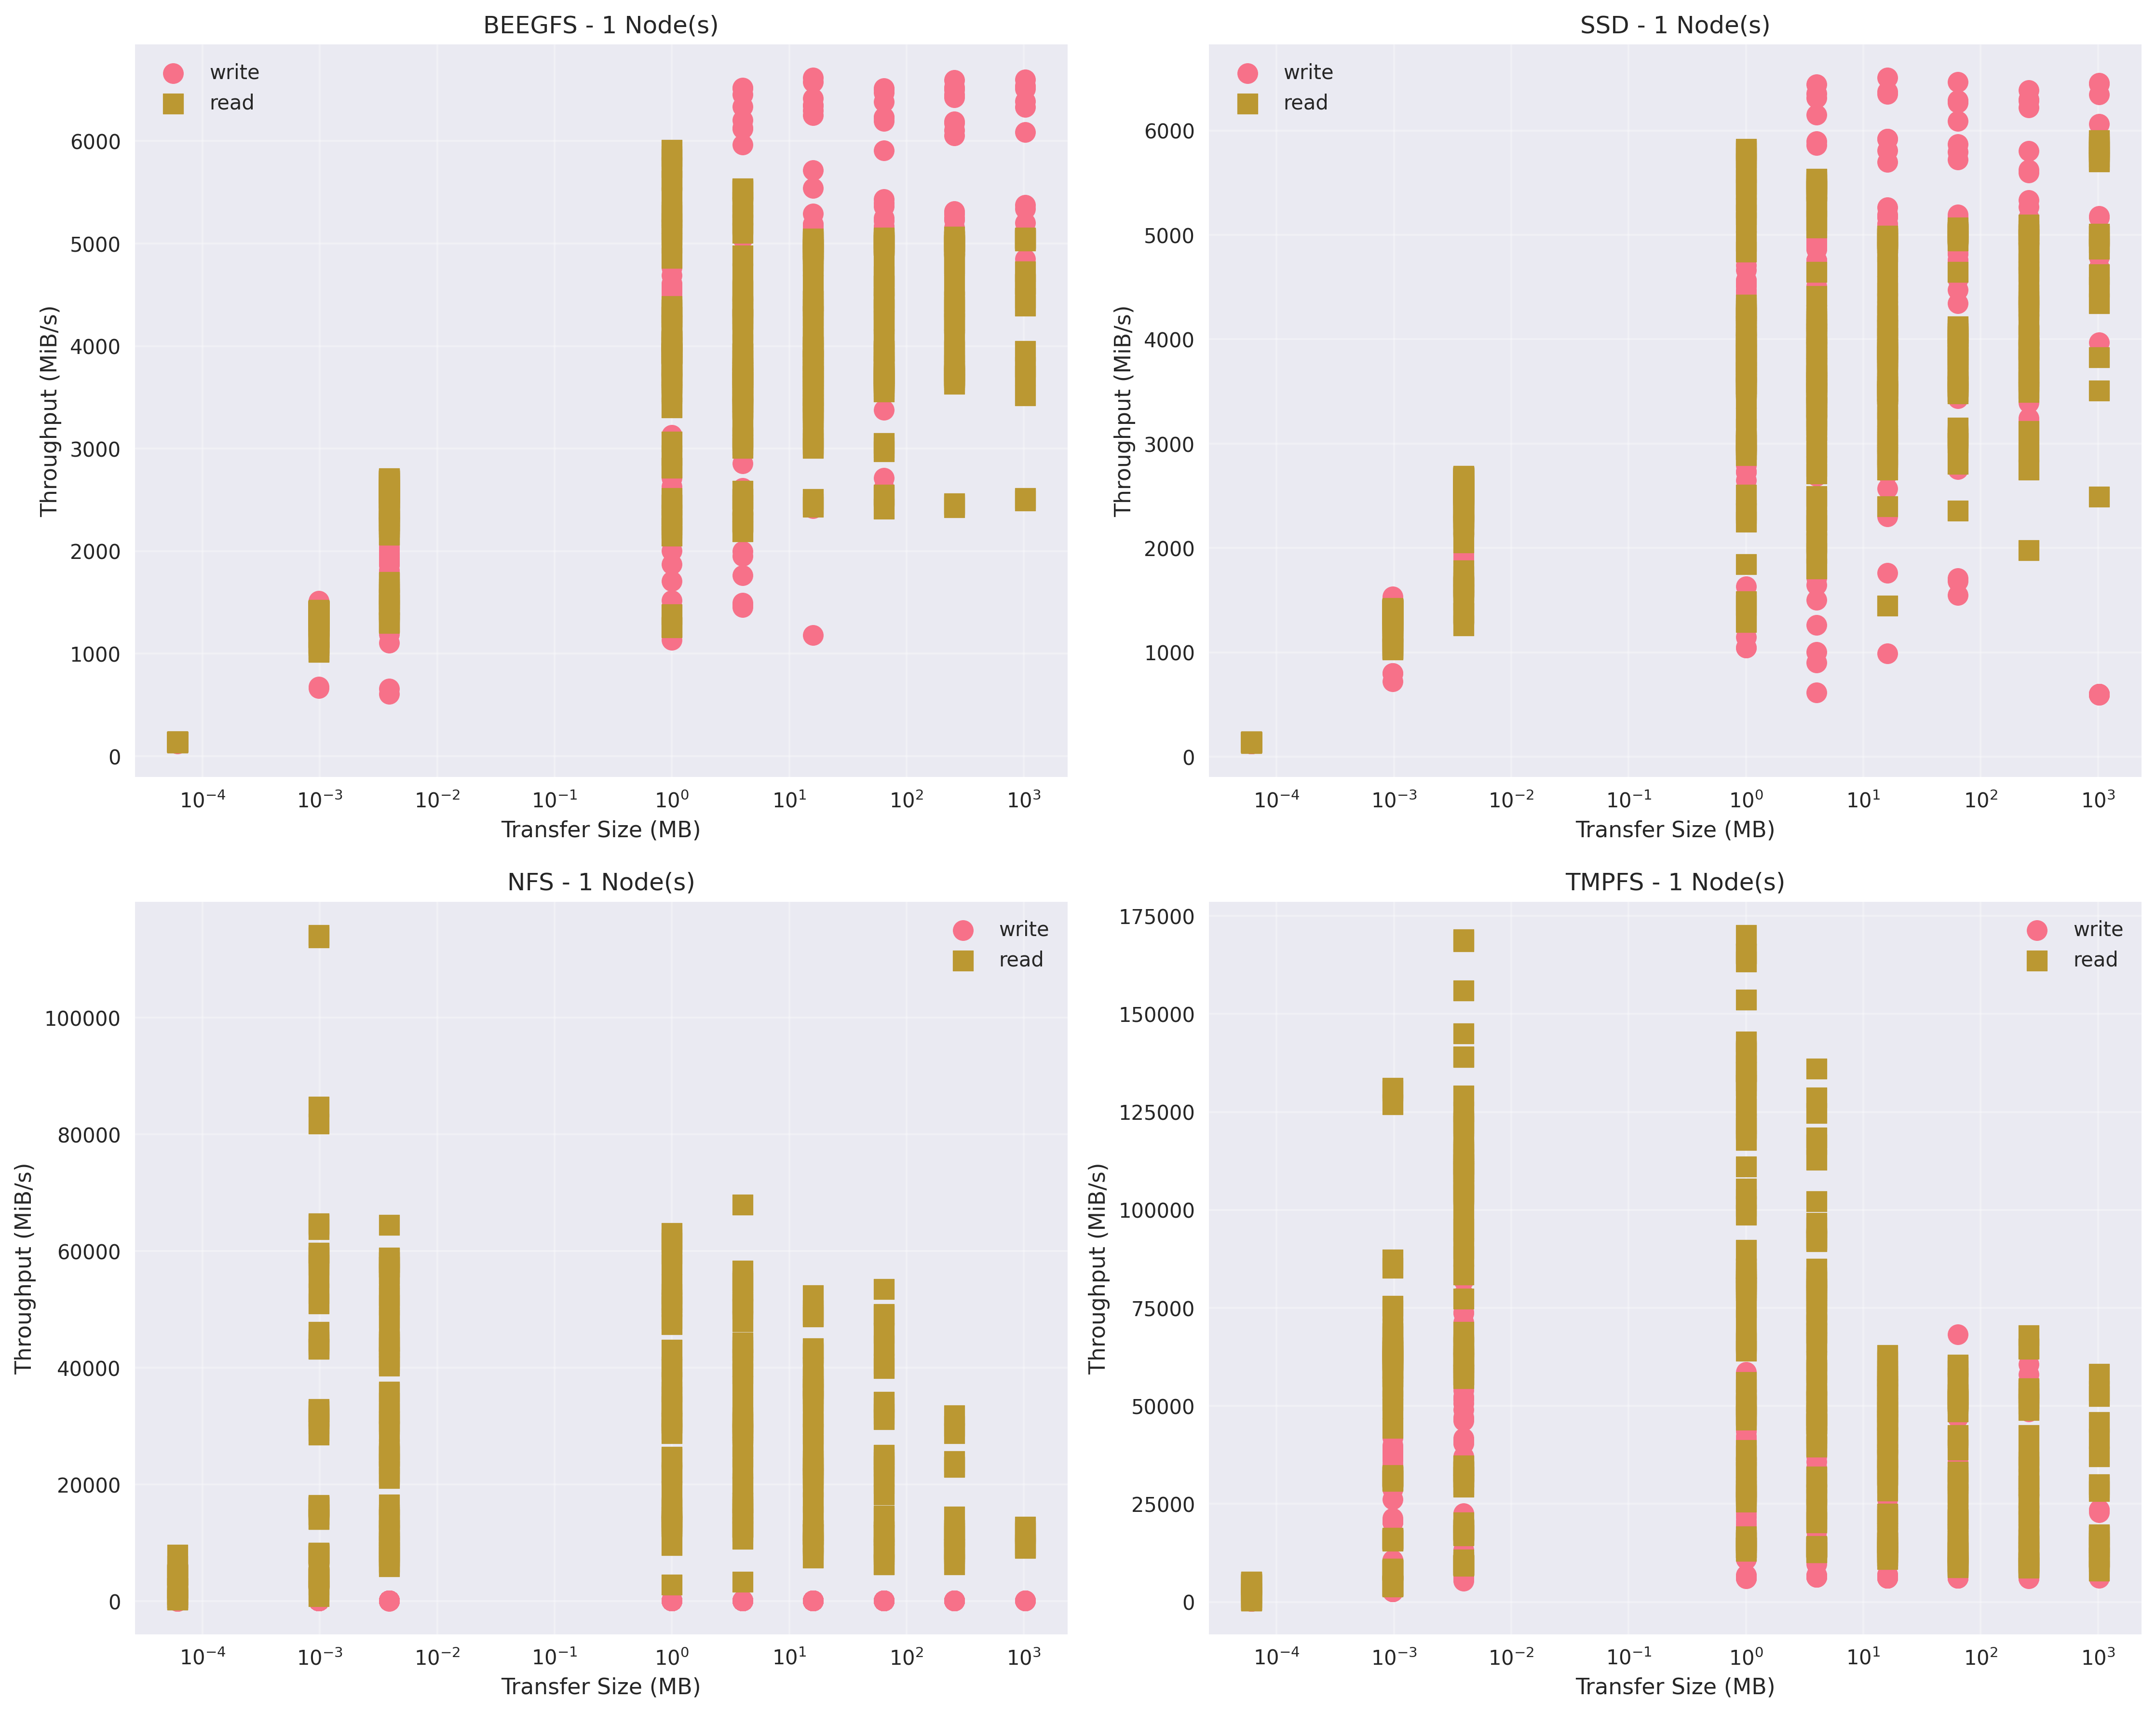 BEEGFS - 1 Node(s)
write
read
6000
5000
4000
3000
2000
1000
0
Throughput (MiB/s)
10⁻⁴ 10⁻³ 10⁻² 10⁻¹ 10⁰ 10¹ 10² 10³
Transfer Size (MB)
SSD - 1 Node(s)
write
read
6000
5000
4000
3000
2000
1000
0
Throughput (MiB/s)
10⁻⁴ 10⁻³ 10⁻² 10⁻¹ 10⁰ 10¹ 10² 10³
Transfer Size (MB)
NFS - 1 Node(s)
write
read
100000
80000
60000
40000
20000
0
Throughput (MiB/s)
10⁻⁴ 10⁻³ 10⁻² 10⁻¹ 10⁰ 10¹ 10² 10³
Transfer Size (MB)
TMPFS - 1 Node(s)
write
read
175000
150000
125000
100000
75000
50000
25000
0
Throughput (MiB/s)
10⁻⁴ 10⁻³ 10⁻² 10⁻¹ 10⁰ 10¹ 10² 10³
Transfer Size (MB)